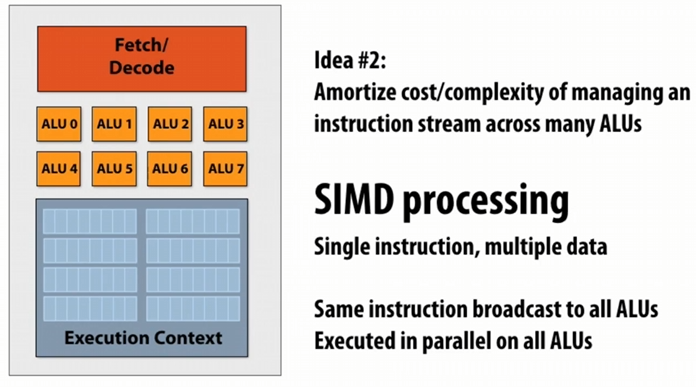 Fetch/
Decode
ALU 0 ALU 1 ALU 2 ALU 3
ALU 4 ALU 5 ALU 6 ALU 7
Execution Context
Idea #2:
Amortize cost/complexity of managing an
instruction stream across many ALUs
SIMD processing
Single instruction, multiple data
Same instruction broadcast to all ALUs
Executed in parallel on all ALUs